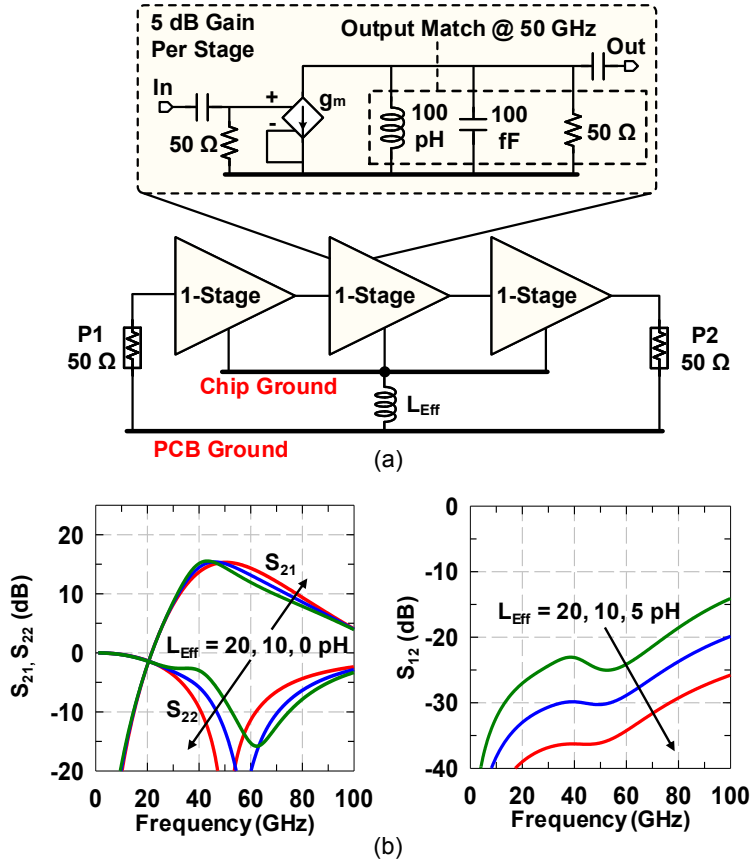 5 dB Gain
Per Stage
Output Match @ 50 GHz
Out
In
+
-
gm
50 Ω
100
pH
100
fF
50 Ω
1-Stage
1-Stage
1-Stage
P1
50 Ω
P2
50 Ω
Chip Ground
LEff
PCB Ground
(a)
S21, S22 (dB)
20
10
0
-10
-20
S21
LEff = 20, 10, 0 pH
S22
0 20 40 60 80 100
Frequency (GHz)
S12 (dB)
0
-10
-20
-30
-40
LEff = 20, 10, 5 pH
0 20 40 60 80 100
Frequency (GHz)
(b)